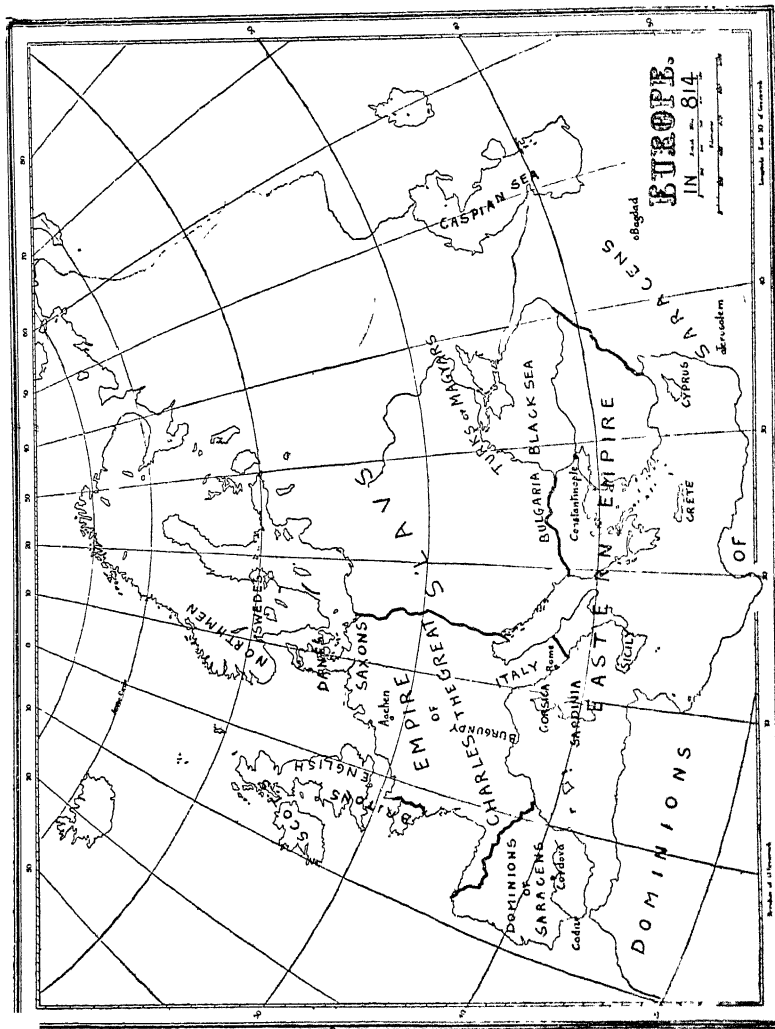 EUROPE.
IN 814
CASPIAN SEA
oBagdad
SARACENS
Jerusalem
CYPRUS
TURKS or MAGYARS
BLACK SEA
BULGARIA
Constantinople
EASTERN EMPIRE
CRETE
SLAVS
NORTHMEN
SWEDES
DANES
SAXONS
Aachen
EMPIRE
OF
CHARLES THE GREAT
BURGUNDY
ITALY
Rome
CORSICA
SARDINIA
SICILY
ENGLISH
BRITONS
SCOTS
DOMINIONS
OF
SARACENS
Cordova
Cadiz
DOMINIONS OF